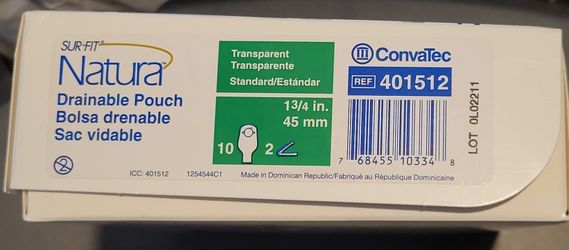 SUR-FIT®
Natura™
Drainable Pouch
Bolsa drenable
Sac vidable
2
ICC: 401512 1254544C1
Transparent
Transparente
Standard/Estándar
1 3/4 in.
45 mm
10 2
ConvaTec
REF 401512
7 68455 10334 8
LOT 0L02211
Made in Dominican Republic/Fabriqué au République Dominicaine